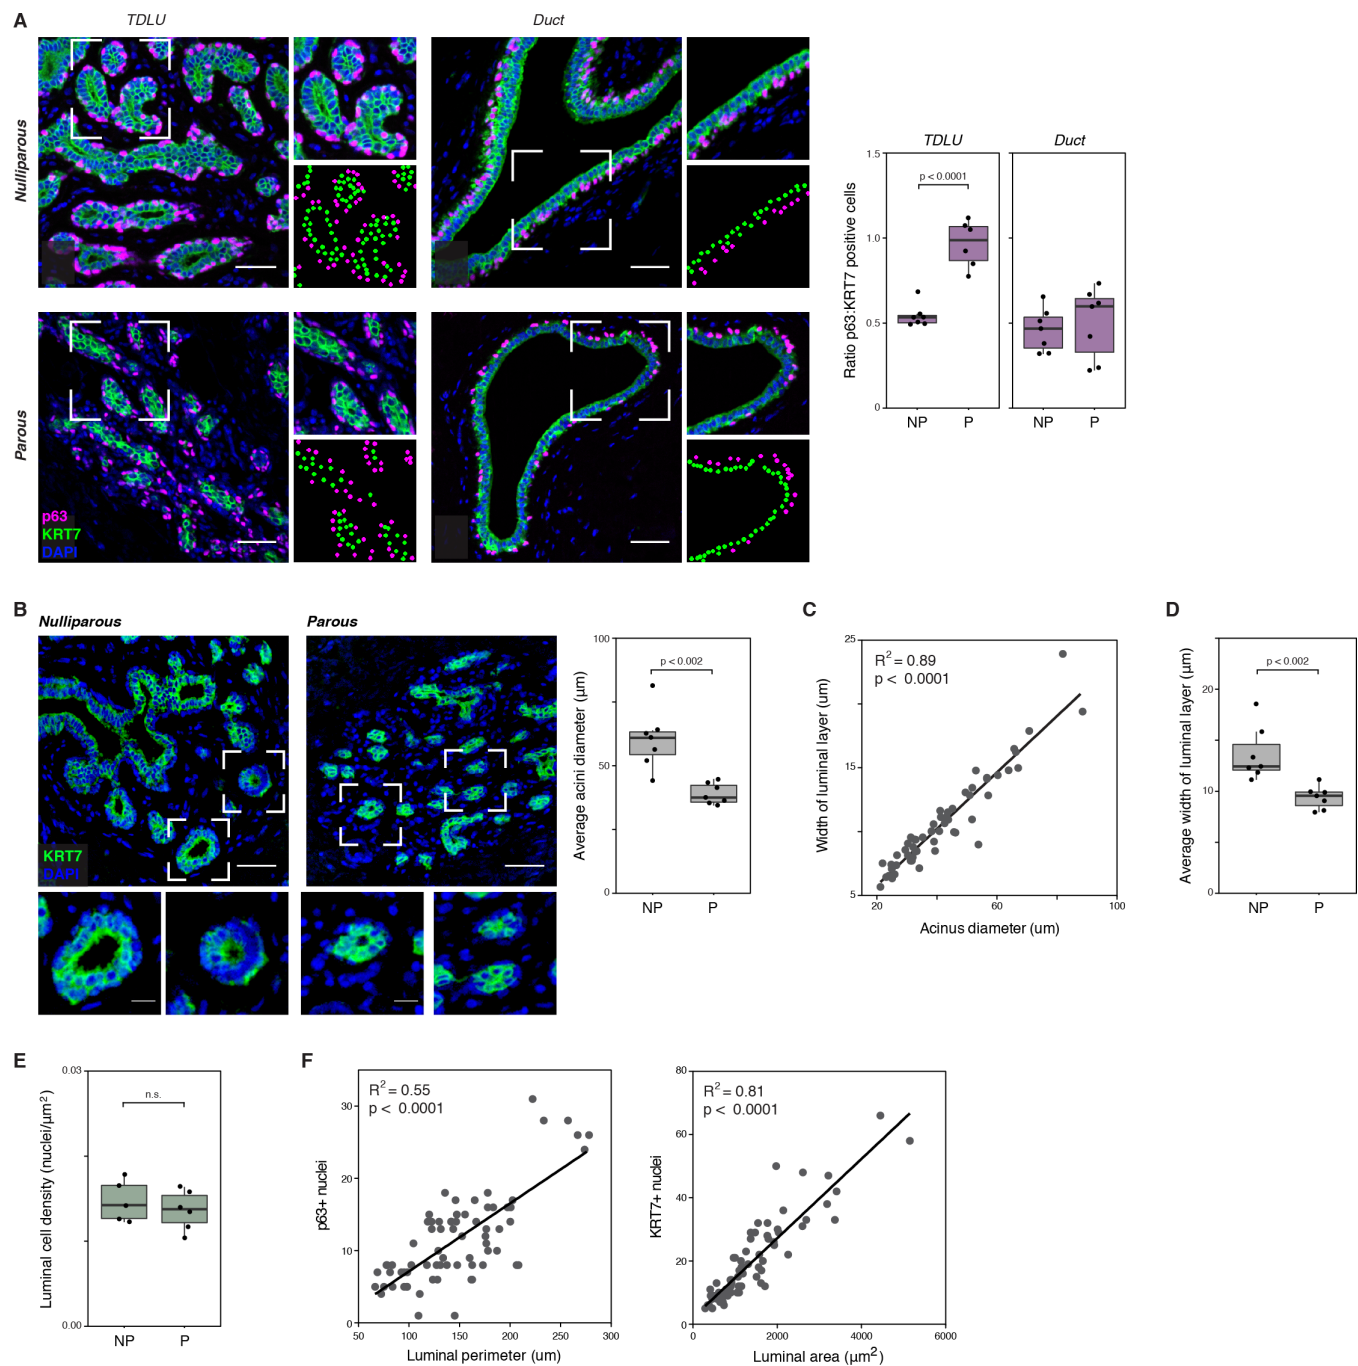 A
TDLU
Duct
Nulliparous
Parous
p63
KRT7
DAPI
TDLU
Duct
Ratio p63:KRT7 positive cells
1.5
1.0
0.5
0
p < 0.0001
NP
P
NP
P
B
Nulliparous
Parous
KRT7
DAPI
Average acini diameter (μm)
100
50
0
p < 0.002
NP
P
C
Width of luminal layer (um)
25
15
5
R² = 0.89
p < 0.0001
20
60
100
Acinus diameter (um)
D
Average width of luminal layer (μm)
20
10
0
p < 0.002
NP
P
E
Luminal cell density (nuclei/μm²)
0.03
0.00
n.s.
NP
P
F
p63+ nuclei
30
20
10
0
R² = 0.55
p < 0.0001
50
100
150
200
250
300
Luminal perimeter (um)
KRT7+ nuclei
80
60
40
20
0
R² = 0.81
p < 0.0001
0
2000
4000
6000
Luminal area (μm²)